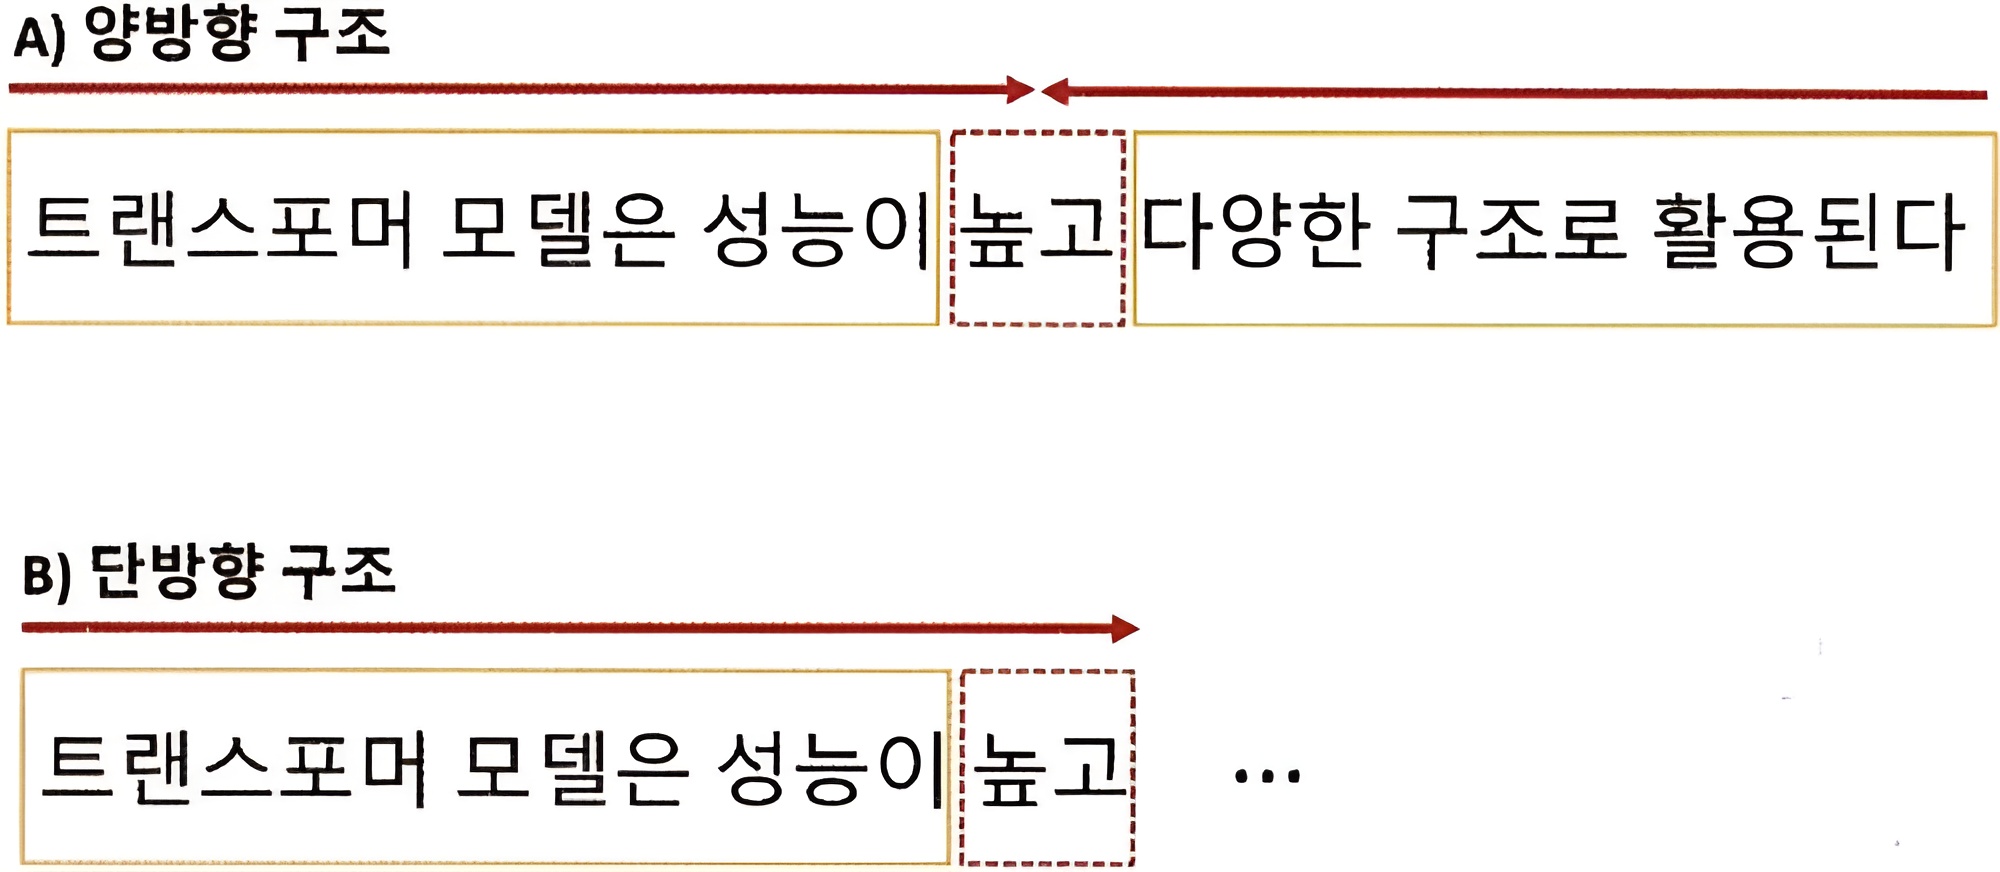 A) 양방향 구조
트랜스포머 모델은 성능이 높고 다양한 구조로 활용된다
B) 단방향 구조
트랜스포머 모델은 성능이 높고 ...